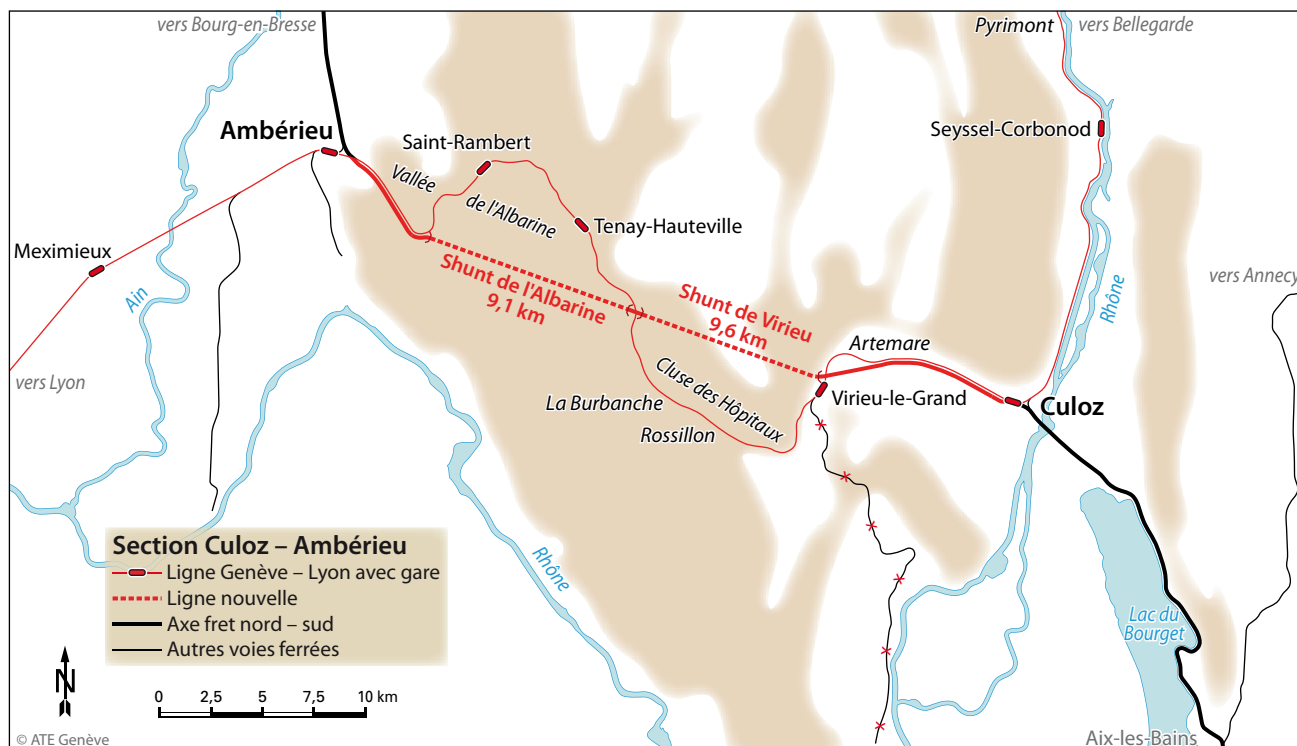 vers Bourg-en-Bresse
Pyrimont
vers Bellegarde
Ambérieu
Saint-Rambert
Seyssel-Corbonod
Vallée
de l'Albarine
Tenay-Hauteville
Meximieux
Ain
Shunt de l'Albarine
9,1 km
Shunt de Virieu
9,6 km
vers Annecy
Rhône
Artemare
vers Lyon
Cluse des Hôpitaux
La Burbanche
Rossillon
Virieu-le-Grand
Culoz
Section Culoz – Ambérieu
Ligne Genève – Lyon avec gare
Ligne nouvelle
Axe fret nord – sud
Autres voies ferrées
Rhône
Lac du
Bourget
N
0 2,5 5 7,5 10 km
© ATE Genève
Aix-les-Bains